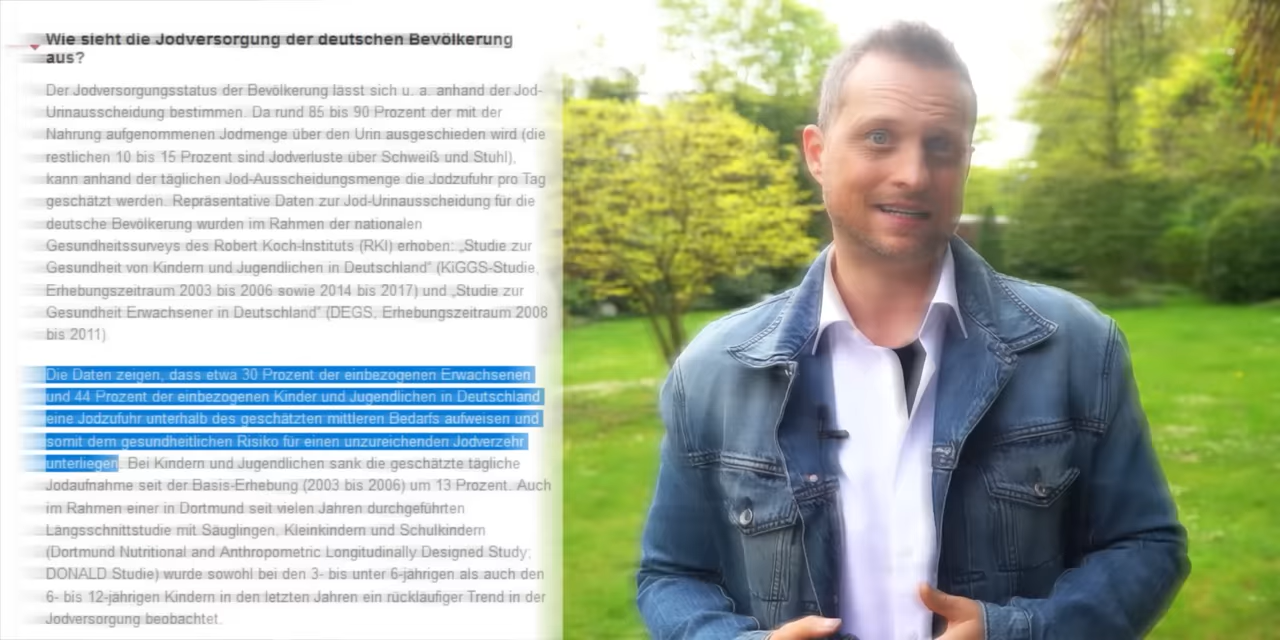 Wie sieht die Jodversorgung der deutschen Bevölkerung
aus?
Der Jodversorgungsstatus der Bevölkerung lässt sich u. a. anhand der Jod-
Urinausscheidung bestimmen. Da rund 85 bis 90 Prozent der mit der
Nahrung aufgenommenen Jodmenge über den Urin ausgeschieden wird (die
restlichen 10 bis 15 Prozent sind Jodverluste über Schweiß und Stuhl),
kann anhand der täglichen Jod-Ausscheidungsmenge die Jodzufuhr pro Tag
geschätzt werden. Repräsentative Daten zur Jod-Urinausscheidung für die
deutsche Bevölkerung wurden im Rahmen der nationalen
Gesundheitssurveys des Robert Koch-Instituts (RKI) erhoben: „Studie zur
Gesundheit von Kindern und Jugendlichen in Deutschland“ (KiGGS-Studie,
Erhebungszeitraum 2003 bis 2006 sowie 2014 bis 2017) und „Studie zur
Gesundheit Erwachsener in Deutschland“ (DEGS, Erhebungszeitraum 2008
bis 2011).
Die Daten zeigen, dass etwa 30 Prozent der einbezogenen Erwachsenen
und 44 Prozent der einbezogenen Kinder und Jugendlichen in Deutschland
eine Jodzufuhr unterhalb des geschätzten mittleren Bedarfs aufweisen und
somit dem gesundheitlichen Risiko für einen unzureichenden Jodverzehr
unterliegen. Bei Kindern und Jugendlichen sank die geschätzte tägliche
Jodaufnahme seit der Basis-Erhebung (2003 bis 2006) um 13 Prozent. Auch
im Rahmen einer in Dortmund seit vielen Jahren durchgeführten
Längsschnittstudie mit Säuglingen, Kleinkindern und Schulkindern
(Dortmund Nutritional and Anthropometric Longitudinally Designed Study;
DONALD Studie) wurde sowohl bei den 3- bis unter 6-jährigen als auch den
6- bis 12-jährigen Kindern in den letzten Jahren ein rückläufiger Trend in der
Jodversorgung beobachtet.